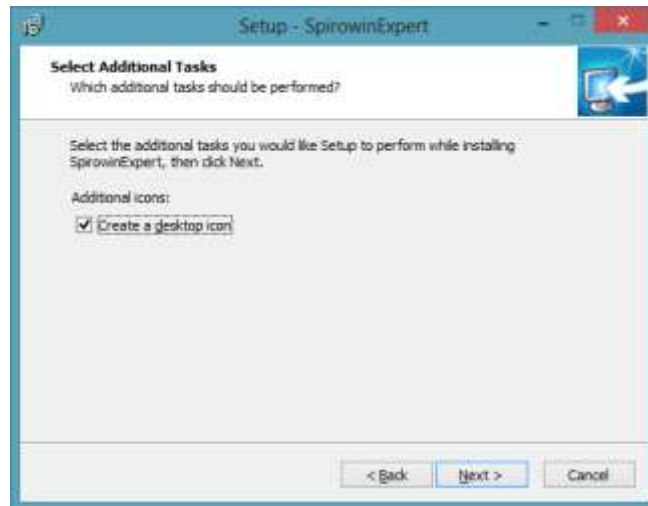 Setup - SpirowinExpert
Select Additional Tasks
Which additional tasks should be performed?
Select the additional tasks you would like Setup to perform while installing
SpirowinExpert, then click Next.
Additional icons:
Create a desktop icon
< Back
Next >
Cancel